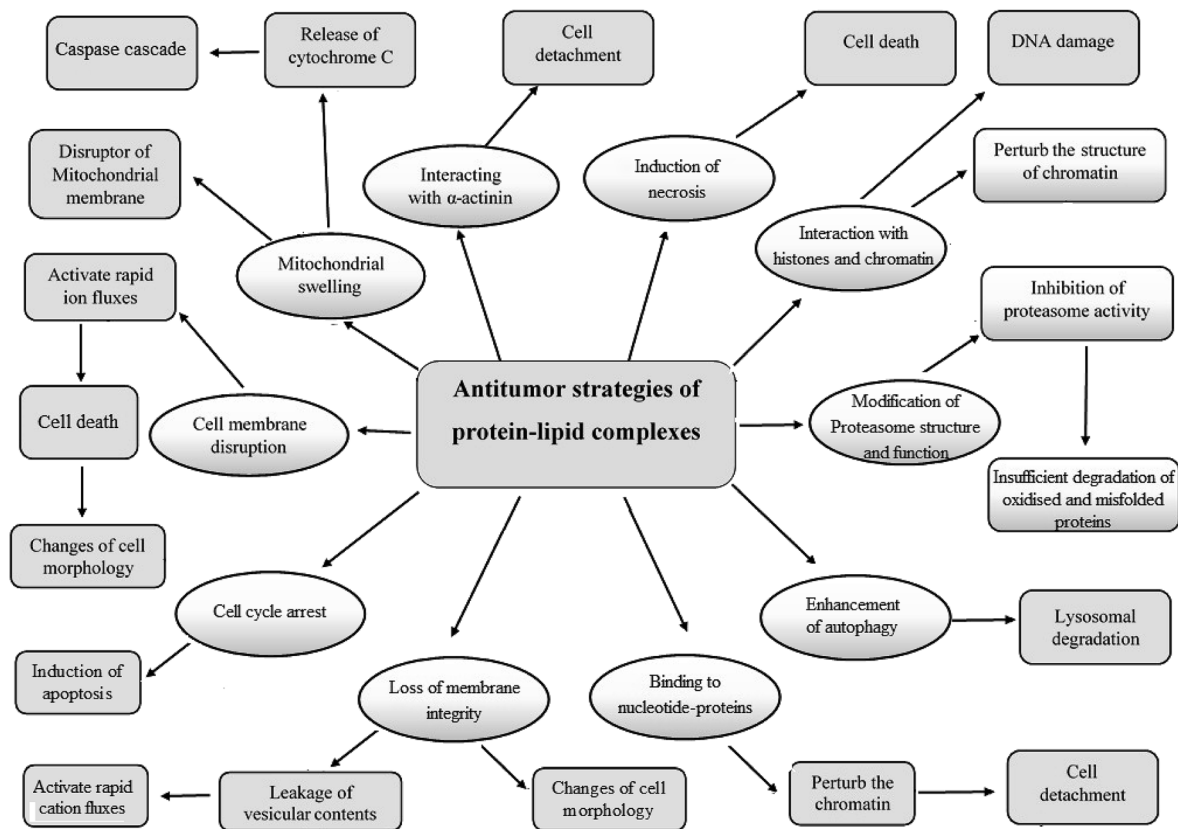 Caspase cascade
Release of
cytochrome C
Cell
detachment
Cell death
DNA damage
Disruptor of
Mitochondrial
membrane
Interacting
with α-actinin
Induction of
necrosis
Perturb the structure
of chromatin
Mitochondrial
swelling
Interaction with
histones and chromatin
Activate rapid
ion fluxes
Inhibition of
proteasome activity
Antitumor strategies of
protein-lipid complexes
Cell death
Cell membrane
disruption
Modification of
Proteasome structure
and function
Insufficient degradation of
oxidised and misfolded
proteins
Changes of cell
morphology
Cell cycle arrest
Enhancement
of autophagy
Lysosomal
degradation
Induction of
apoptosis
Loss of membrane
integrity
Binding to
nucleotide-proteins
Activate rapid
cation fluxes
Leakage of
vesicular contents
Changes of cell
morphology
Perturb the
chromatin
Cell
detachment